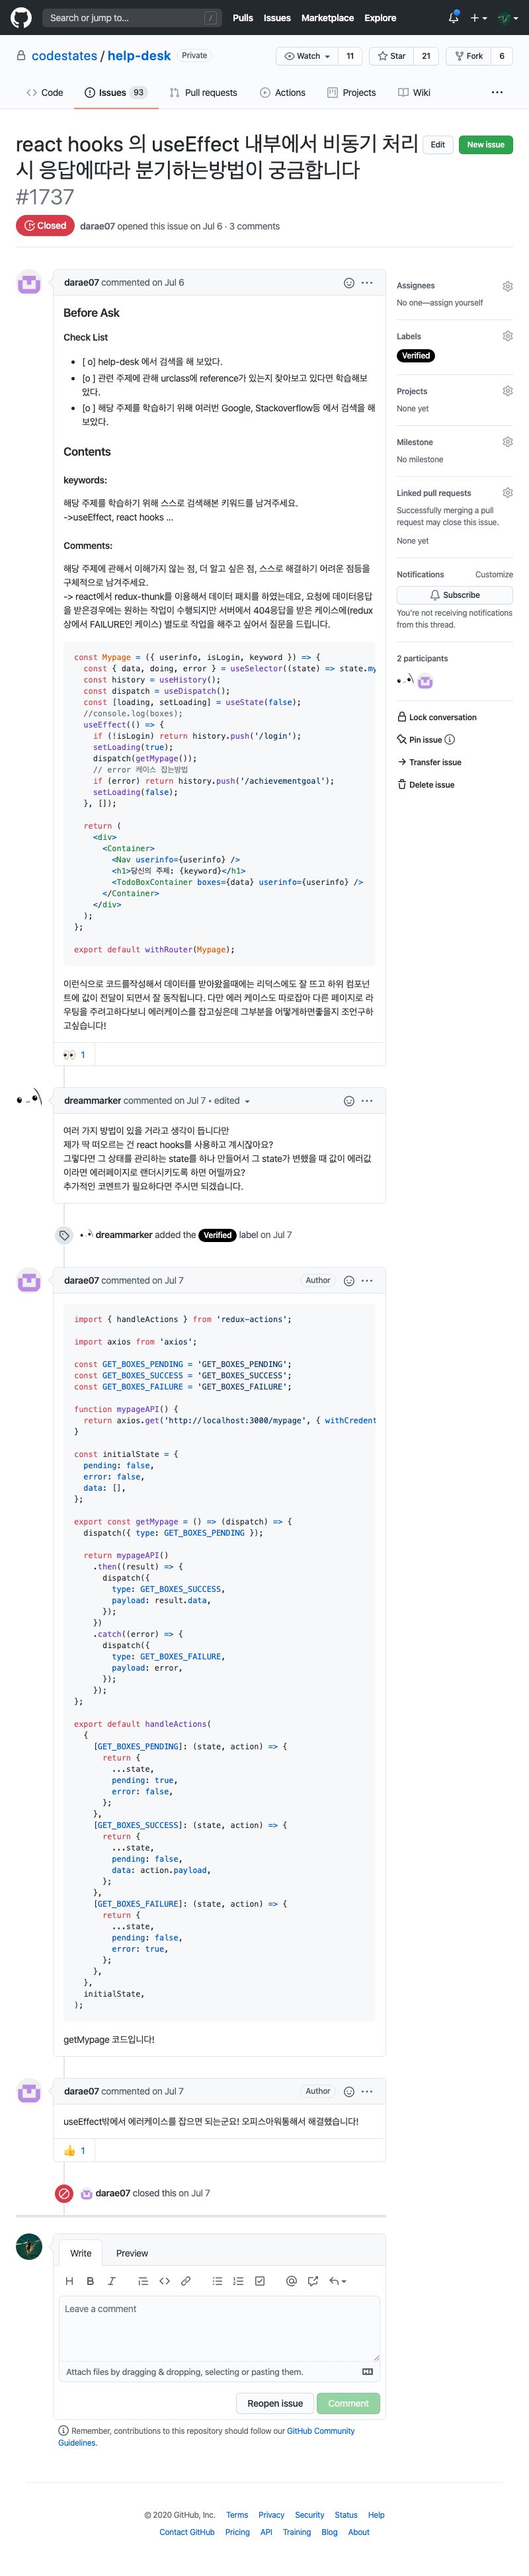 Search or jump to...
/
Pulls
Issues
Marketplace
Explore
codestates / help-desk
Private
Watch
11
Star
21
Fork
6
Code
Issues 93
Pull requests
Actions
Projects
Wiki
react hooks 의 useEffect 내부에서 비동기 처리
시 응답에따라 분기하는방법이 궁금합니다
#1737
Edit
New issue
Closed
darae07 opened this issue on Jul 6 · 3 comments
darae07 commented on Jul 6
Before Ask
Check List
• [ o] help-desk 에서 검색을 해 보았다.
• [o ] 관련 주제에 관해 urclass에 reference가 있는지 찾아보고 있다면 학습해보
았다.
• [o ] 해당 주제를 학습하기 위해 여러번 Google, Stackoverflow등 에서 검색을 해
보았다.
Contents
keywords:
해당 주제를 학습하기 위해 스스로 검색해본 키워드를 남겨주세요.
->useEffect, react hooks ...
Comments:
해당 주제에 관해서 이해가지 않는 점, 더 알고 싶은 점, 스스로 해결하기 어려운 점등을
구체적으로 남겨주세요.
-> react에서 redux-thunk를 이용해서 데이터 패치를 하였는데요, 요청에 데이터응답
을 받은경우에는 원하는 작업이 수행되지만 서버에서 404응답을 받은 케이스에(redux
상에서 FAILURE인 케이스) 별도로 작업을 해주고 싶어서 질문을 드립니다.
const Mypage = ({ userinfo, isLogin, keyword }) => {
const { data, doing, error } = useSelector((state) => state.my
const history = useHistory();
const dispatch = useDispatch();
const [loading, setLoading] = useState(false);
//console.log(boxes);
useEffect(() => {
if (!isLogin) return history.push('/login');
setLoading(true);
dispatch(getMypage());
// error 케이스 잡는방법
if (error) return history.push('/achievementgoal');
setLoading(false);
}, []);
return (
<div>
<Container>
<Nav userinfo={userinfo} />
<h1>당신의 주제: {keyword}</h1>
<TodoBoxContainer boxes={data} userinfo={userinfo} />
</Container>
</div>
);
};
export default withRouter(Mypage);
이런식으로 코드를작성해서 데이터를 받아왔을때에는 리덕스에도 잘 뜨고 하위 컴포넌
트에 값이 전달이 되면서 잘 동작됩니다. 다만 에러 케이스도 따로잡아 다른 페이지로 라
우팅을 주려고하다보니 에러케이스를 잡고싶은데 그부분을 어떻게하면좋을지 조언구하
고싶습니다!
👀 1
dreammarker commented on Jul 7 • edited
여러 가지 방법이 있을 거라고 생각이 듭니다만
제가 딱 떠오르는 건 react hooks를 사용하고 계시잖아요?
그렇다면 그 상태를 관리하는 state를 하나 만들어서 그 state가 변했을 때 값이 에러값
이라면 에러페이지로 랜더시키도록 하면 어떨까요?
추가적인 코멘트가 필요하다면 주시면 되겠습니다.
dreammarker added the Verified label on Jul 7
darae07 commented on Jul 7
Author
import { handleActions } from 'redux-actions';
import axios from 'axios';
const GET_BOXES_PENDING = 'GET_BOXES_PENDING';
const GET_BOXES_SUCCESS = 'GET_BOXES_SUCCESS';
const GET_BOXES_FAILURE = 'GET_BOXES_FAILURE';
function mypageAPI() {
return axios.get('http://localhost:3000/mypage', { withCredent
}
const initialState = {
pending: false,
error: false,
data: [],
};
export const getMypage = () => (dispatch) => {
dispatch({ type: GET_BOXES_PENDING });
return mypageAPI()
.then((result) => {
dispatch({
type: GET_BOXES_SUCCESS,
payload: result.data,
});
})
.catch((error) => {
dispatch({
type: GET_BOXES_FAILURE,
payload: error,
});
});
};
export default handleActions(
{
[GET_BOXES_PENDING]: (state, action) => {
return {
...state,
pending: true,
error: false,
};
},
[GET_BOXES_SUCCESS]: (state, action) => {
return {
...state,
pending: false,
data: action.payload,
};
},
[GET_BOXES_FAILURE]: (state, action) => {
return {
...state,
pending: false,
error: true,
};
},
},
initialState,
);
getMypage 코드입니다!
darae07 commented on Jul 7
Author
useEffect밖에서 에러케이스를 잡으면 되는군요! 오피스아워통해서 해결했습니다!
👍 1
darae07 closed this on Jul 7
Write
Preview
Leave a comment
Attach files by dragging & dropping, selecting or pasting them.
Reopen issue
Comment
Remember, contributions to this repository should follow our GitHub Community
Guidelines.
Assignees
No one—assign yourself
Labels
Verified
Projects
None yet
Milestone
No milestone
Linked pull requests
Successfully merging a pull
request may close this issue.
None yet
Notifications
Customize
Subscribe
You're not receiving notifications
from this thread.
2 participants
Lock conversation
Pin issue
Transfer issue
Delete issue
© 2020 GitHub, Inc.
Terms
Privacy
Security
Status
Help
Contact GitHub
Pricing
API
Training
Blog
About